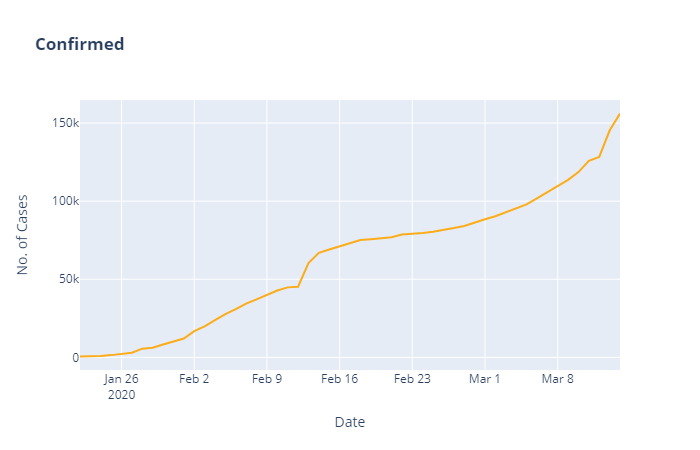 Confirmed
150k
100k
50k
0
No. of Cases
Jan 26
2020
Feb 2
Feb 9
Feb 16
Feb 23
Mar 1
Mar 8
Date